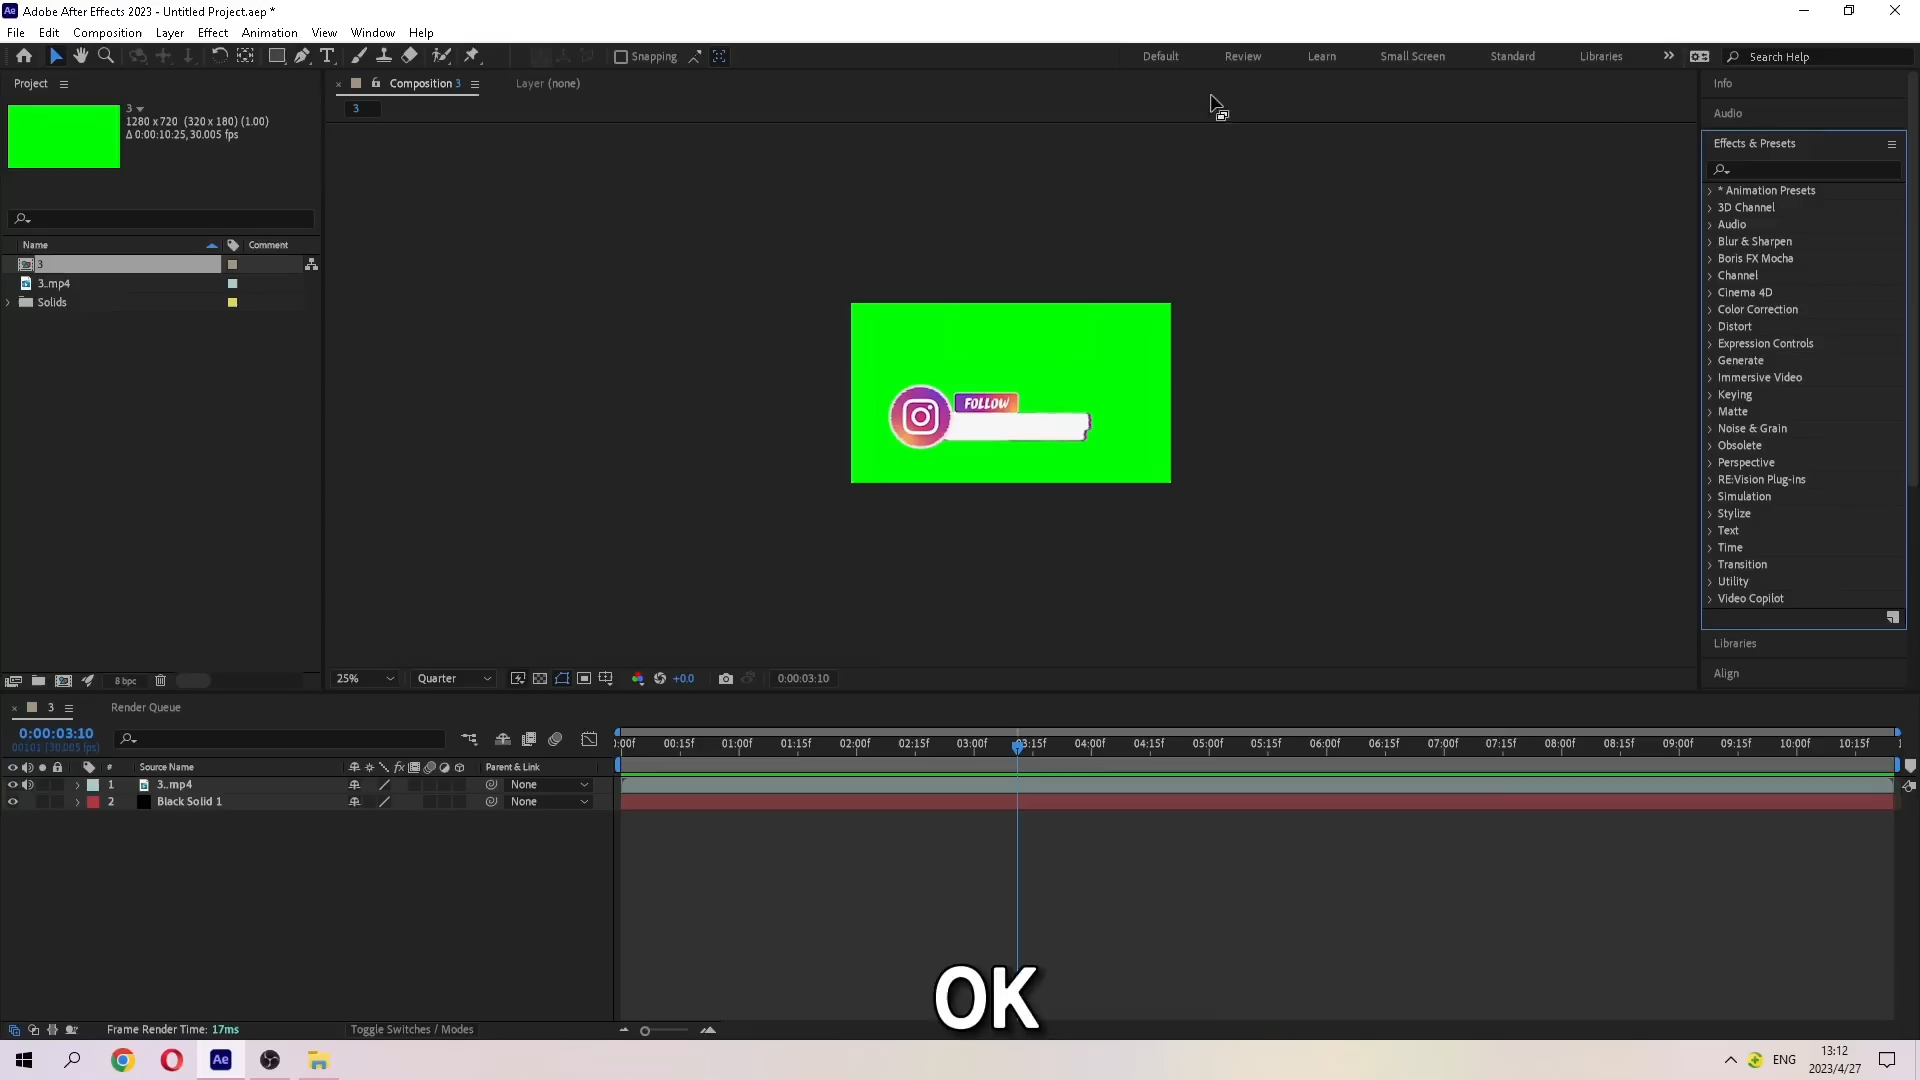 Ae Adobe After Effects 2023 - Untitled Project.aep *
File Edit Composition Layer Effect Animation View Window Help
T Snapping Default Review Learn Small Screen Standard Libraries Search Help
Project Composition 3 Layer (none) Info
3
1280 x 720 (320 x 180) (1.00)
Δ 0:00:10:25, 30.005 fps
3
Audio
Effects & Presets
* Animation Presets
3D Channel
Audio
Blur & Sharpen
Boris FX Mocha
Channel
Cinema 4D
Color Correction
Distort
Expression Controls
Generate
Immersive Video
Keying
Matte
Noise & Grain
Obsolete
Perspective
RE:Vision Plug-ins
Simulation
Stylize
Text
Time
Transition
Utility
Video Copilot
Libraries
Align
Name Comment
3
3..mp4
Solids
FOLLOW
8 bpc
25% Quarter +0.0 0:00:03:10
3 Render Queue
0:00:03:10
00101 (30.005 fps)
:00f 00:15f 01:00f 01:15f 02:00f 02:15f 03:00f 03:15f 04:00f 04:15f 05:00f 05:15f 06:00f 06:15f 07:00f 07:15f 08:00f 08:15f 09:00f 09:15f 10:00f 10:15f 1
# Source Name fx Parent & Link
1 3..mp4 None
2 Black Solid 1 None
OK
Frame Render Time: 17ms Toggle Switches / Modes
Ae ENG 13:12
2023/4/27